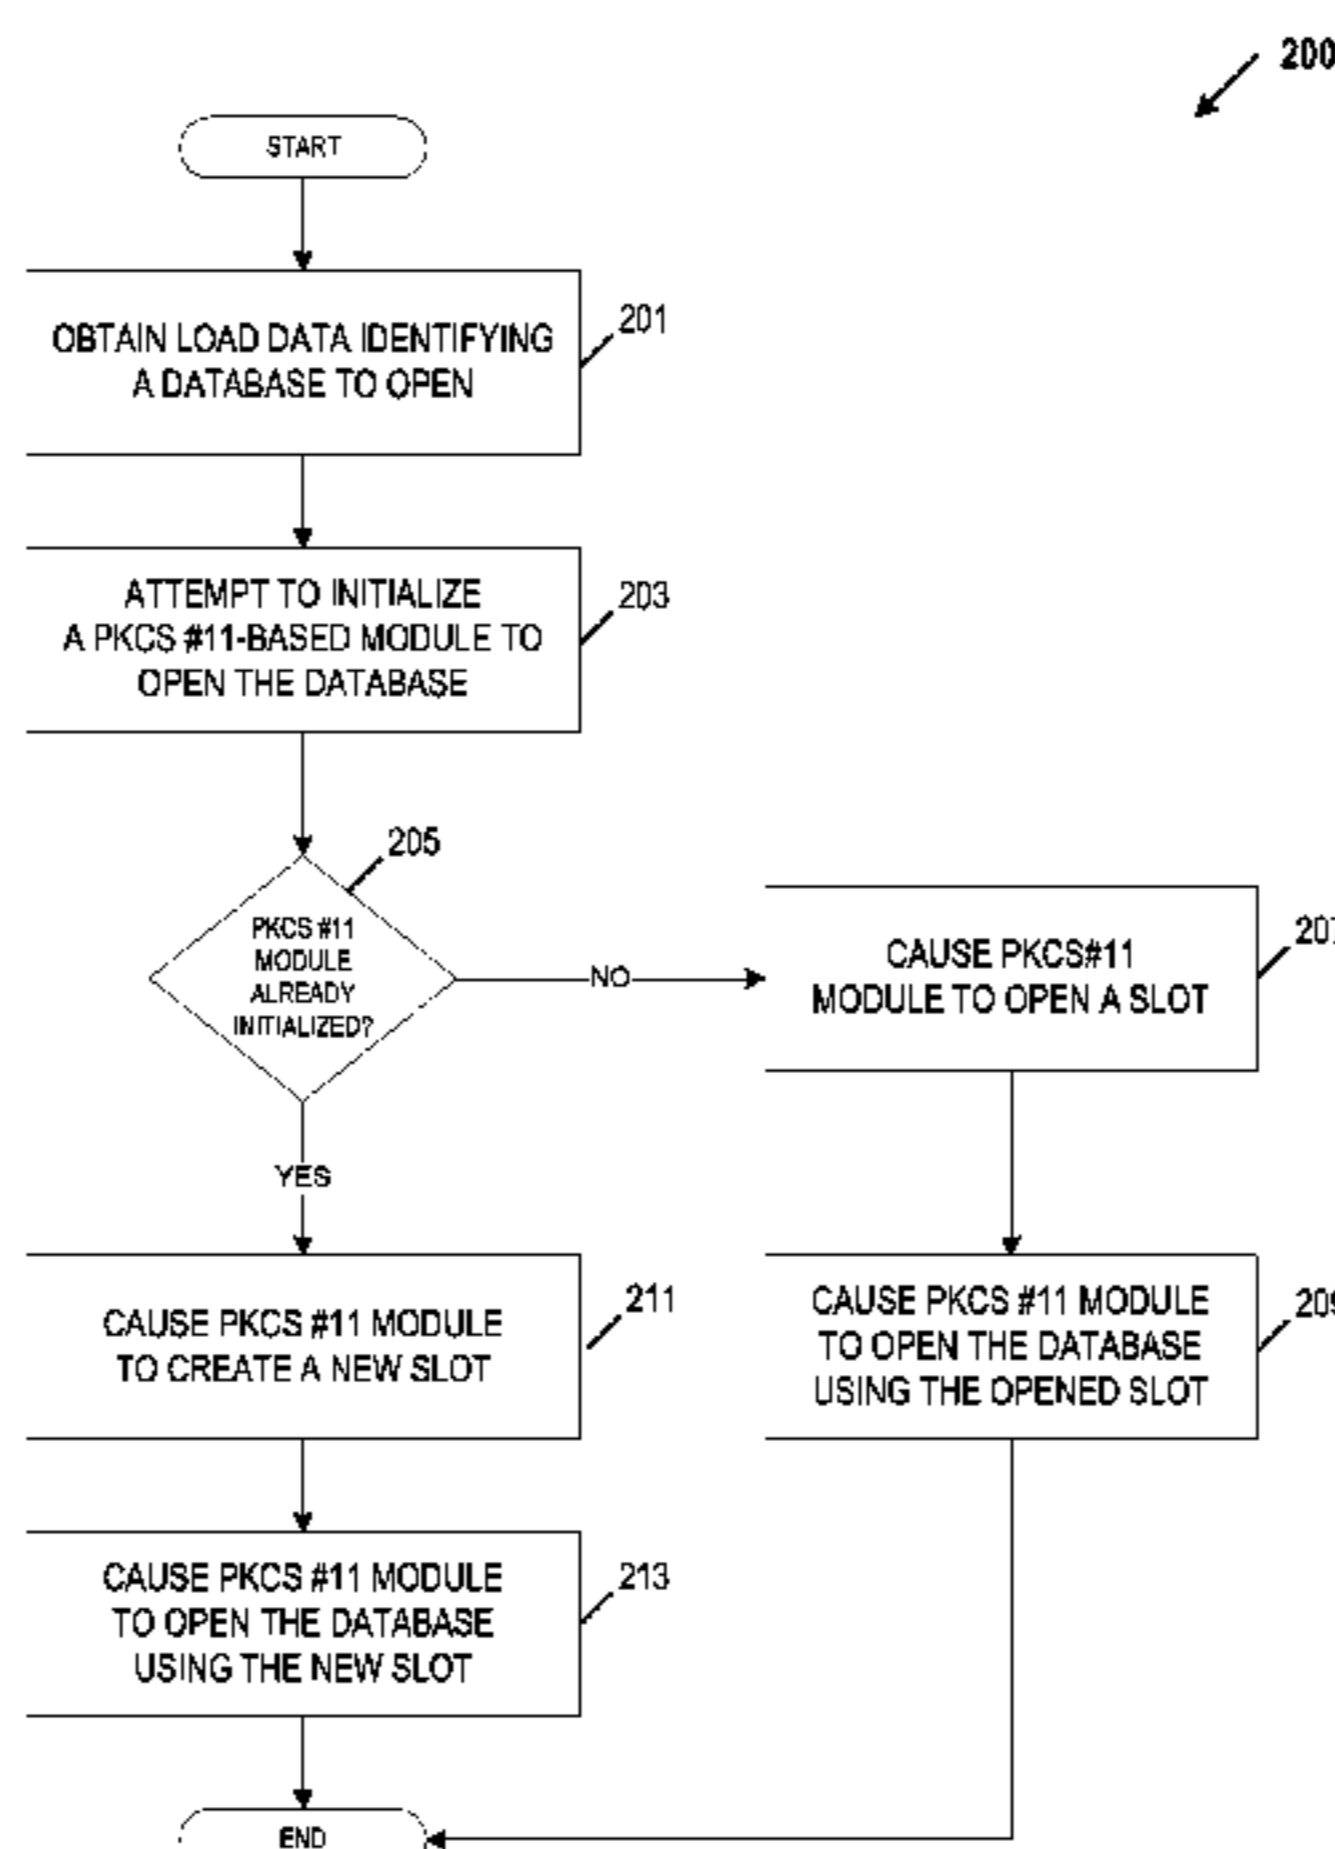 200
START
OBTAIN LOAD DATA IDENTIFYING
A DATABASE TO OPEN
201
ATTEMPT TO INITIALIZE
A PKCS #11-BASED MODULE TO
OPEN THE DATABASE
203
205
PKCS #11
MODULE
ALREADY
INITIALIZED?
NO
CAUSE PKCS#11
MODULE TO OPEN A SLOT
207
YES
CAUSE PKCS #11 MODULE
TO CREATE A NEW SLOT
211
CAUSE PKCS #11 MODULE
TO OPEN THE DATABASE
USING THE OPENED SLOT
209
CAUSE PKCS #11 MODULE
TO OPEN THE DATABASE
USING THE NEW SLOT
213
END